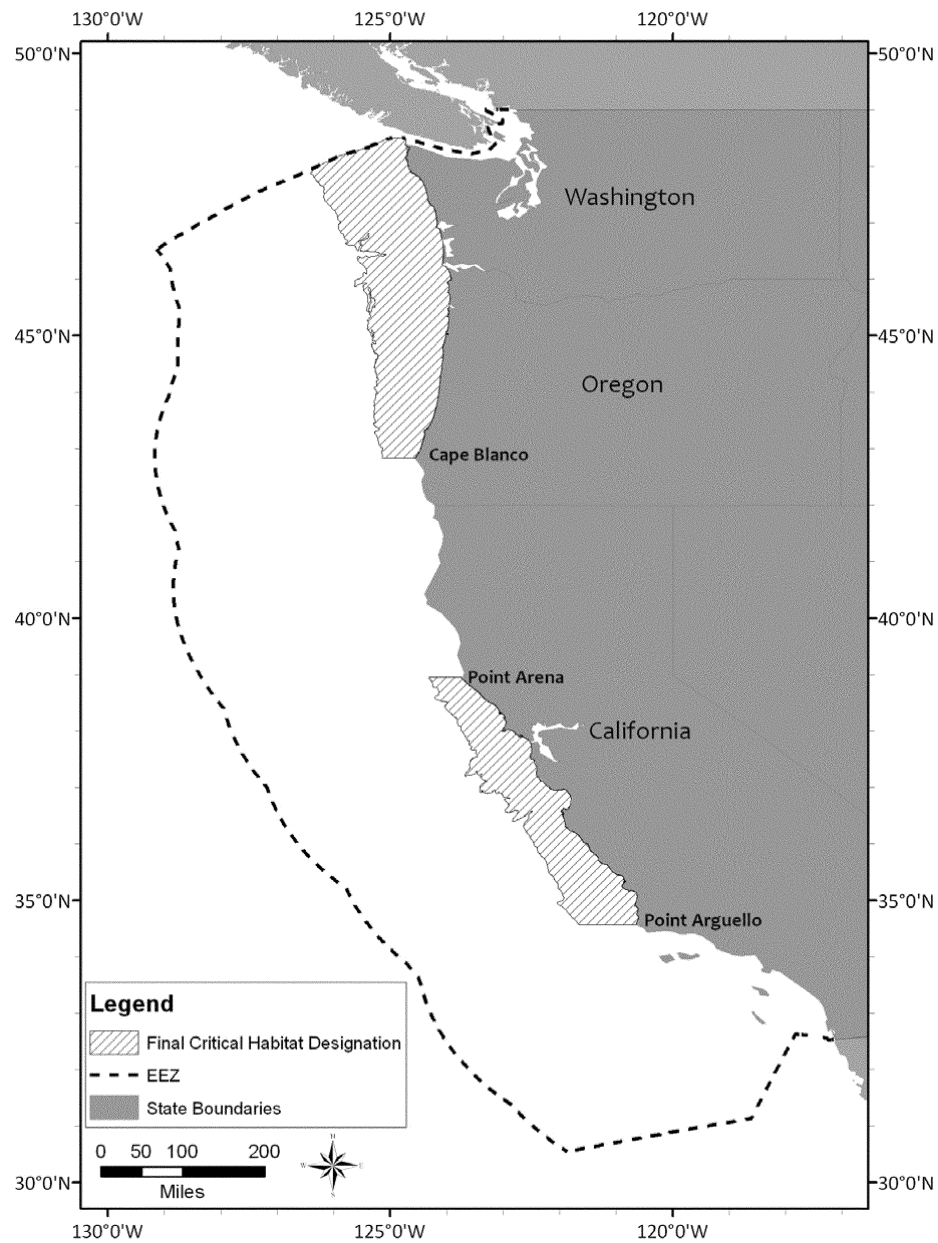 130°0'W 125°0'W 120°0'W
50°0'N 50°0'N
Washington
45°0'N 45°0'N
Oregon
Cape Blanco
40°0'N 40°0'N
Point Arena
California
35°0'N 35°0'N
Point Arguello
Legend
Final Critical Habitat Designation
EEZ
State Boundaries
0 50 100 200
Miles
N
W E
S
30°0'N 30°0'N
130°0'W 125°0'W 120°0'W